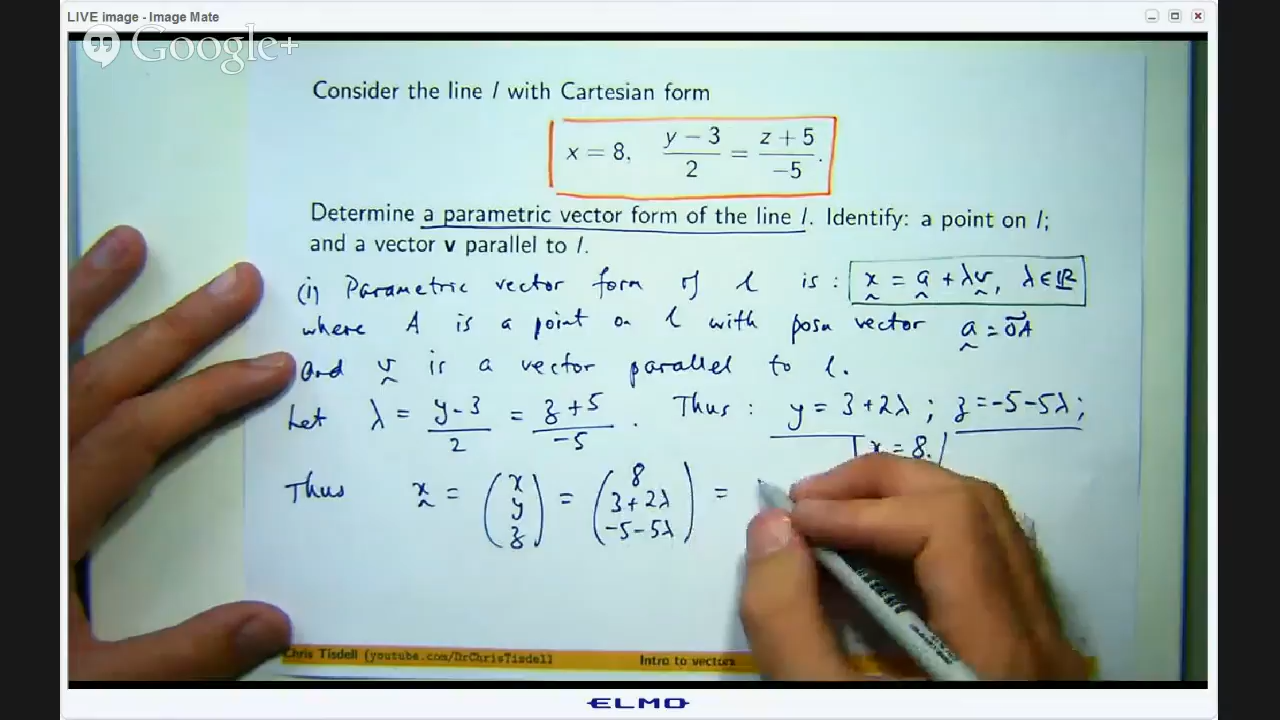 LIVE image - Image Mate
Google+
Consider the line l with Cartesian form
x = 8, (y − 3)/2 = (z + 5)/−5.
Determine a parametric vector form of the line l. Identify: a point on l;
and a vector v parallel to l.
(i) Parametric vector form of l is : x = a + λv, λ ∈ ℝ
where A is a point on l with posn vector a = OA
and v is a vector parallel to l.
Let λ = (y - 3)/2 = (z + 5)/-5 . Thus : y = 3 + 2λ ; z = -5 - 5λ ;
x = 8.
Thus x = (x y z) = (8 3+2λ -5-5λ) =
Chris Tisdell (youtube.com/DrChrisTisdell Intro to vectors
ELMO